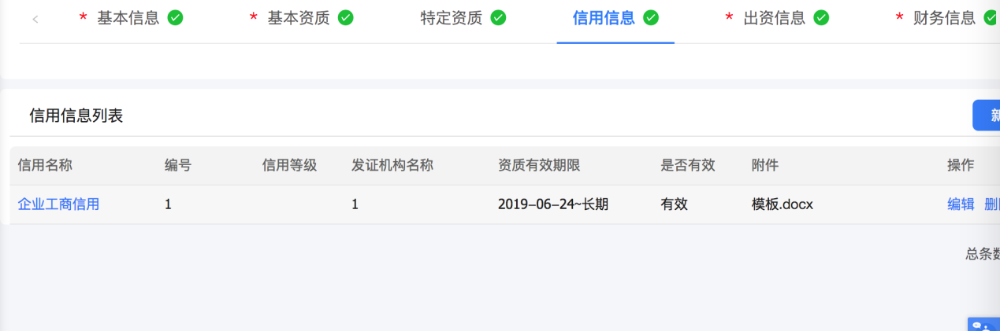 * 基本信息 * 基本资质 特定资质 信用信息 * 出资信息 * 财务信息
信用信息列表 新
信用名称 编号 信用等级 发证机构名称 资质有效期限 是否有效 附件 操作
企业工商信用 1 1 2019-06-24~长期 有效 模板.docx 编辑
总条数